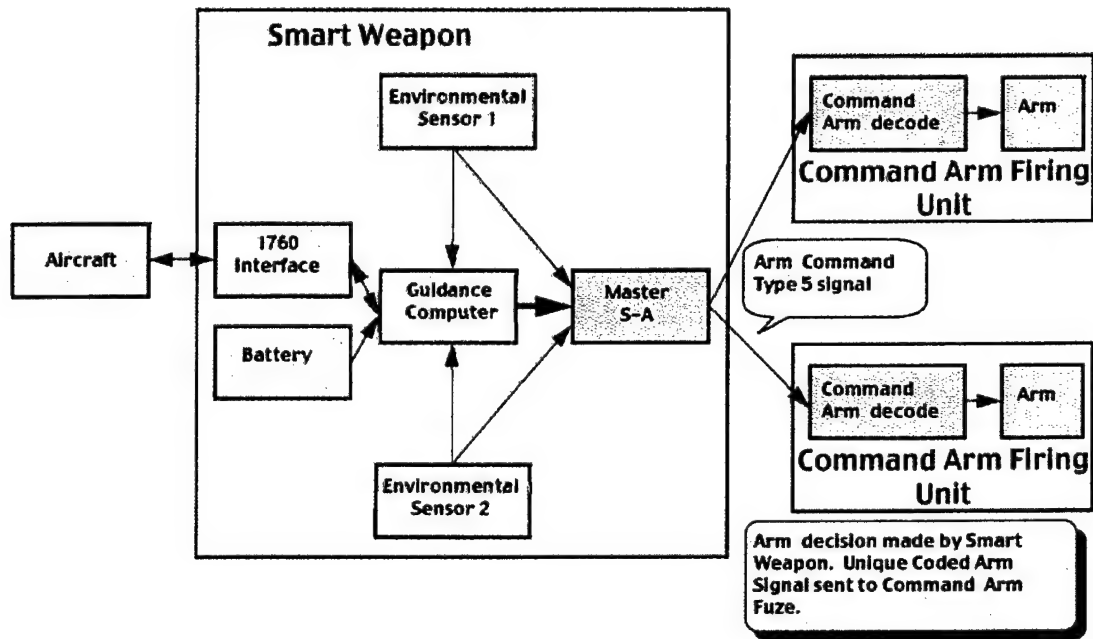 Smart Weapon
Environmental
Sensor 1
Command
Arm decode
Arm
Command Arm Firing
Unit
Aircraft
1760
Interface
Guidance
Computer
Master
S-A
Arm Command
Type 5 signal
Battery
Command
Arm decode
Arm
Command Arm Firing
Unit
Environmental
Sensor 2
Arm decision made by Smart
Weapon. Unique Coded Arm
Signal sent to Command Arm
Fuze.